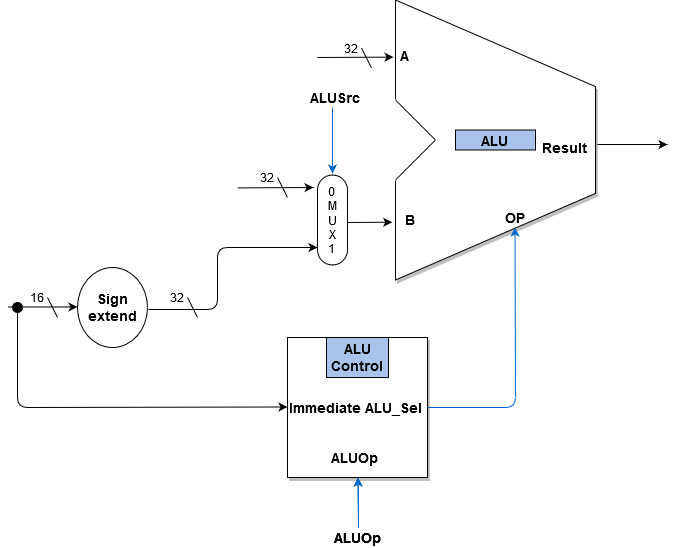 32
A
ALUSrc
ALU
Result
32
0
M
U
X
1
B
OP
16
Sign
extend
32
ALU
Control
Immediate ALU_Sel
ALUOp
ALUOp